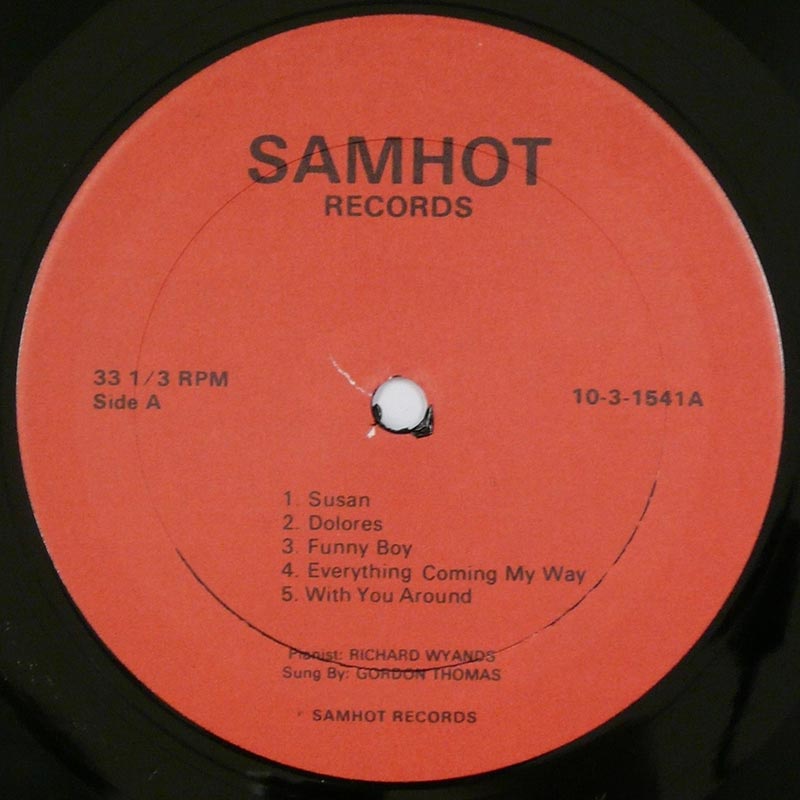 SAMHOT
RECORDS
33 1/3 RPM
Side A
10-3-1541A
1. Susan
2. Dolores
3. Funny Boy
4. Everything Coming My Way
5. With You Around
Pianist: RICHARD WYANDS
Sung By: GORDON THOMAS
SAMHOT RECORDS